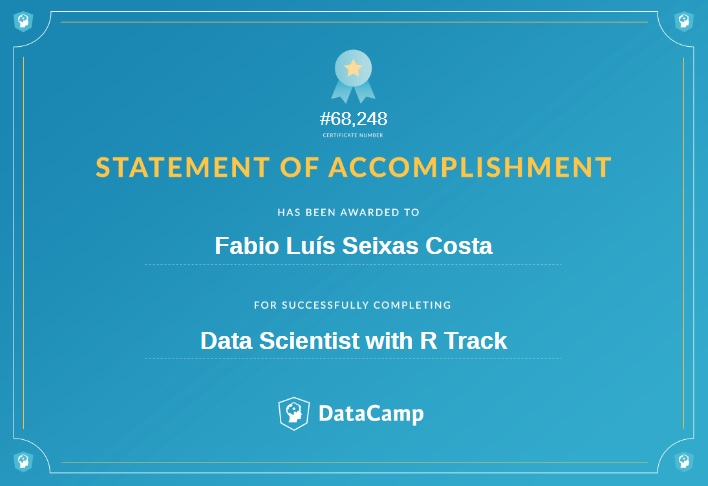 #68,248
CERTIFICATE NUMBER
STATEMENT OF ACCOMPLISHMENT
HAS BEEN AWARDED TO
Fabio Luís Seixas Costa
FOR SUCCESSFULLY COMPLETING
Data Scientist with R Track
DataCamp